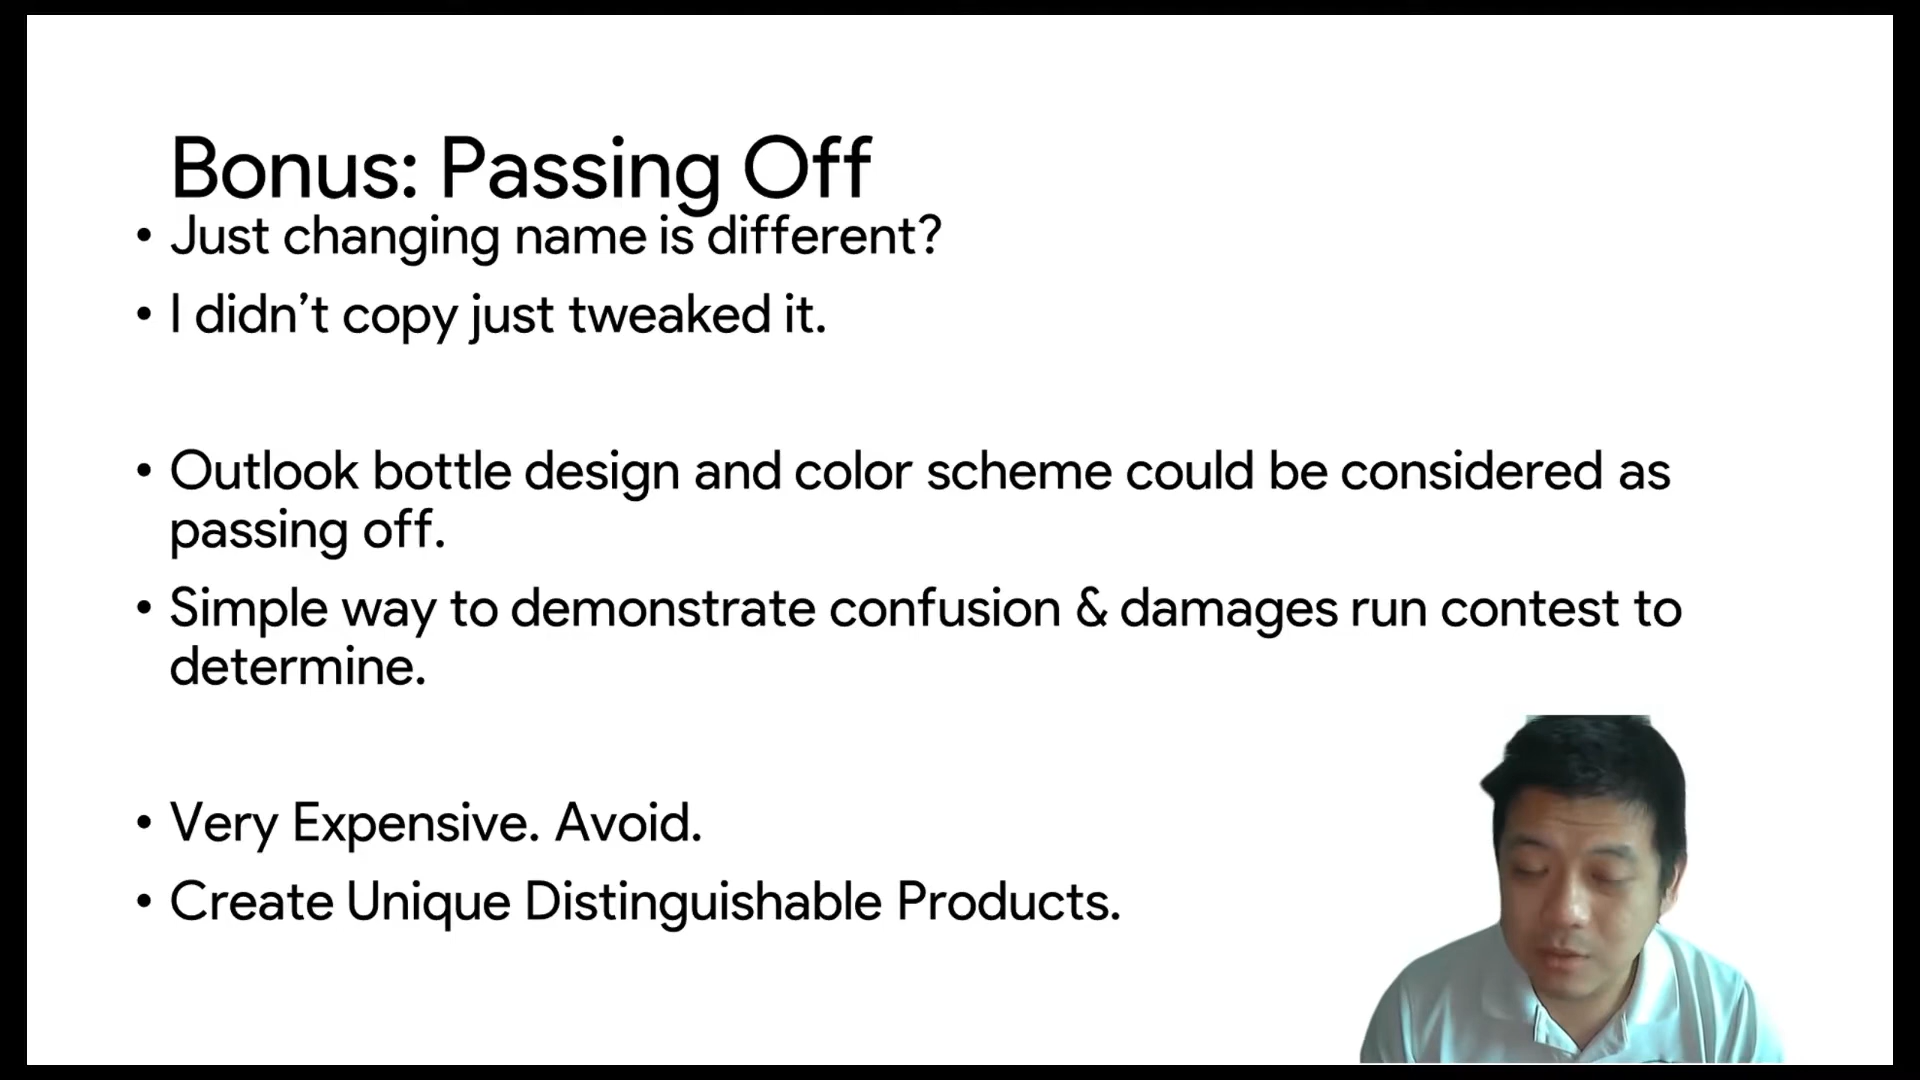 Bonus: Passing Off
• Just changing name is different?
• I didn’t copy just tweaked it.
• Outlook bottle design and color scheme could be considered as
passing off.
• Simple way to demonstrate confusion & damages run contest to
determine.
• Very Expensive. Avoid.
• Create Unique Distinguishable Products.